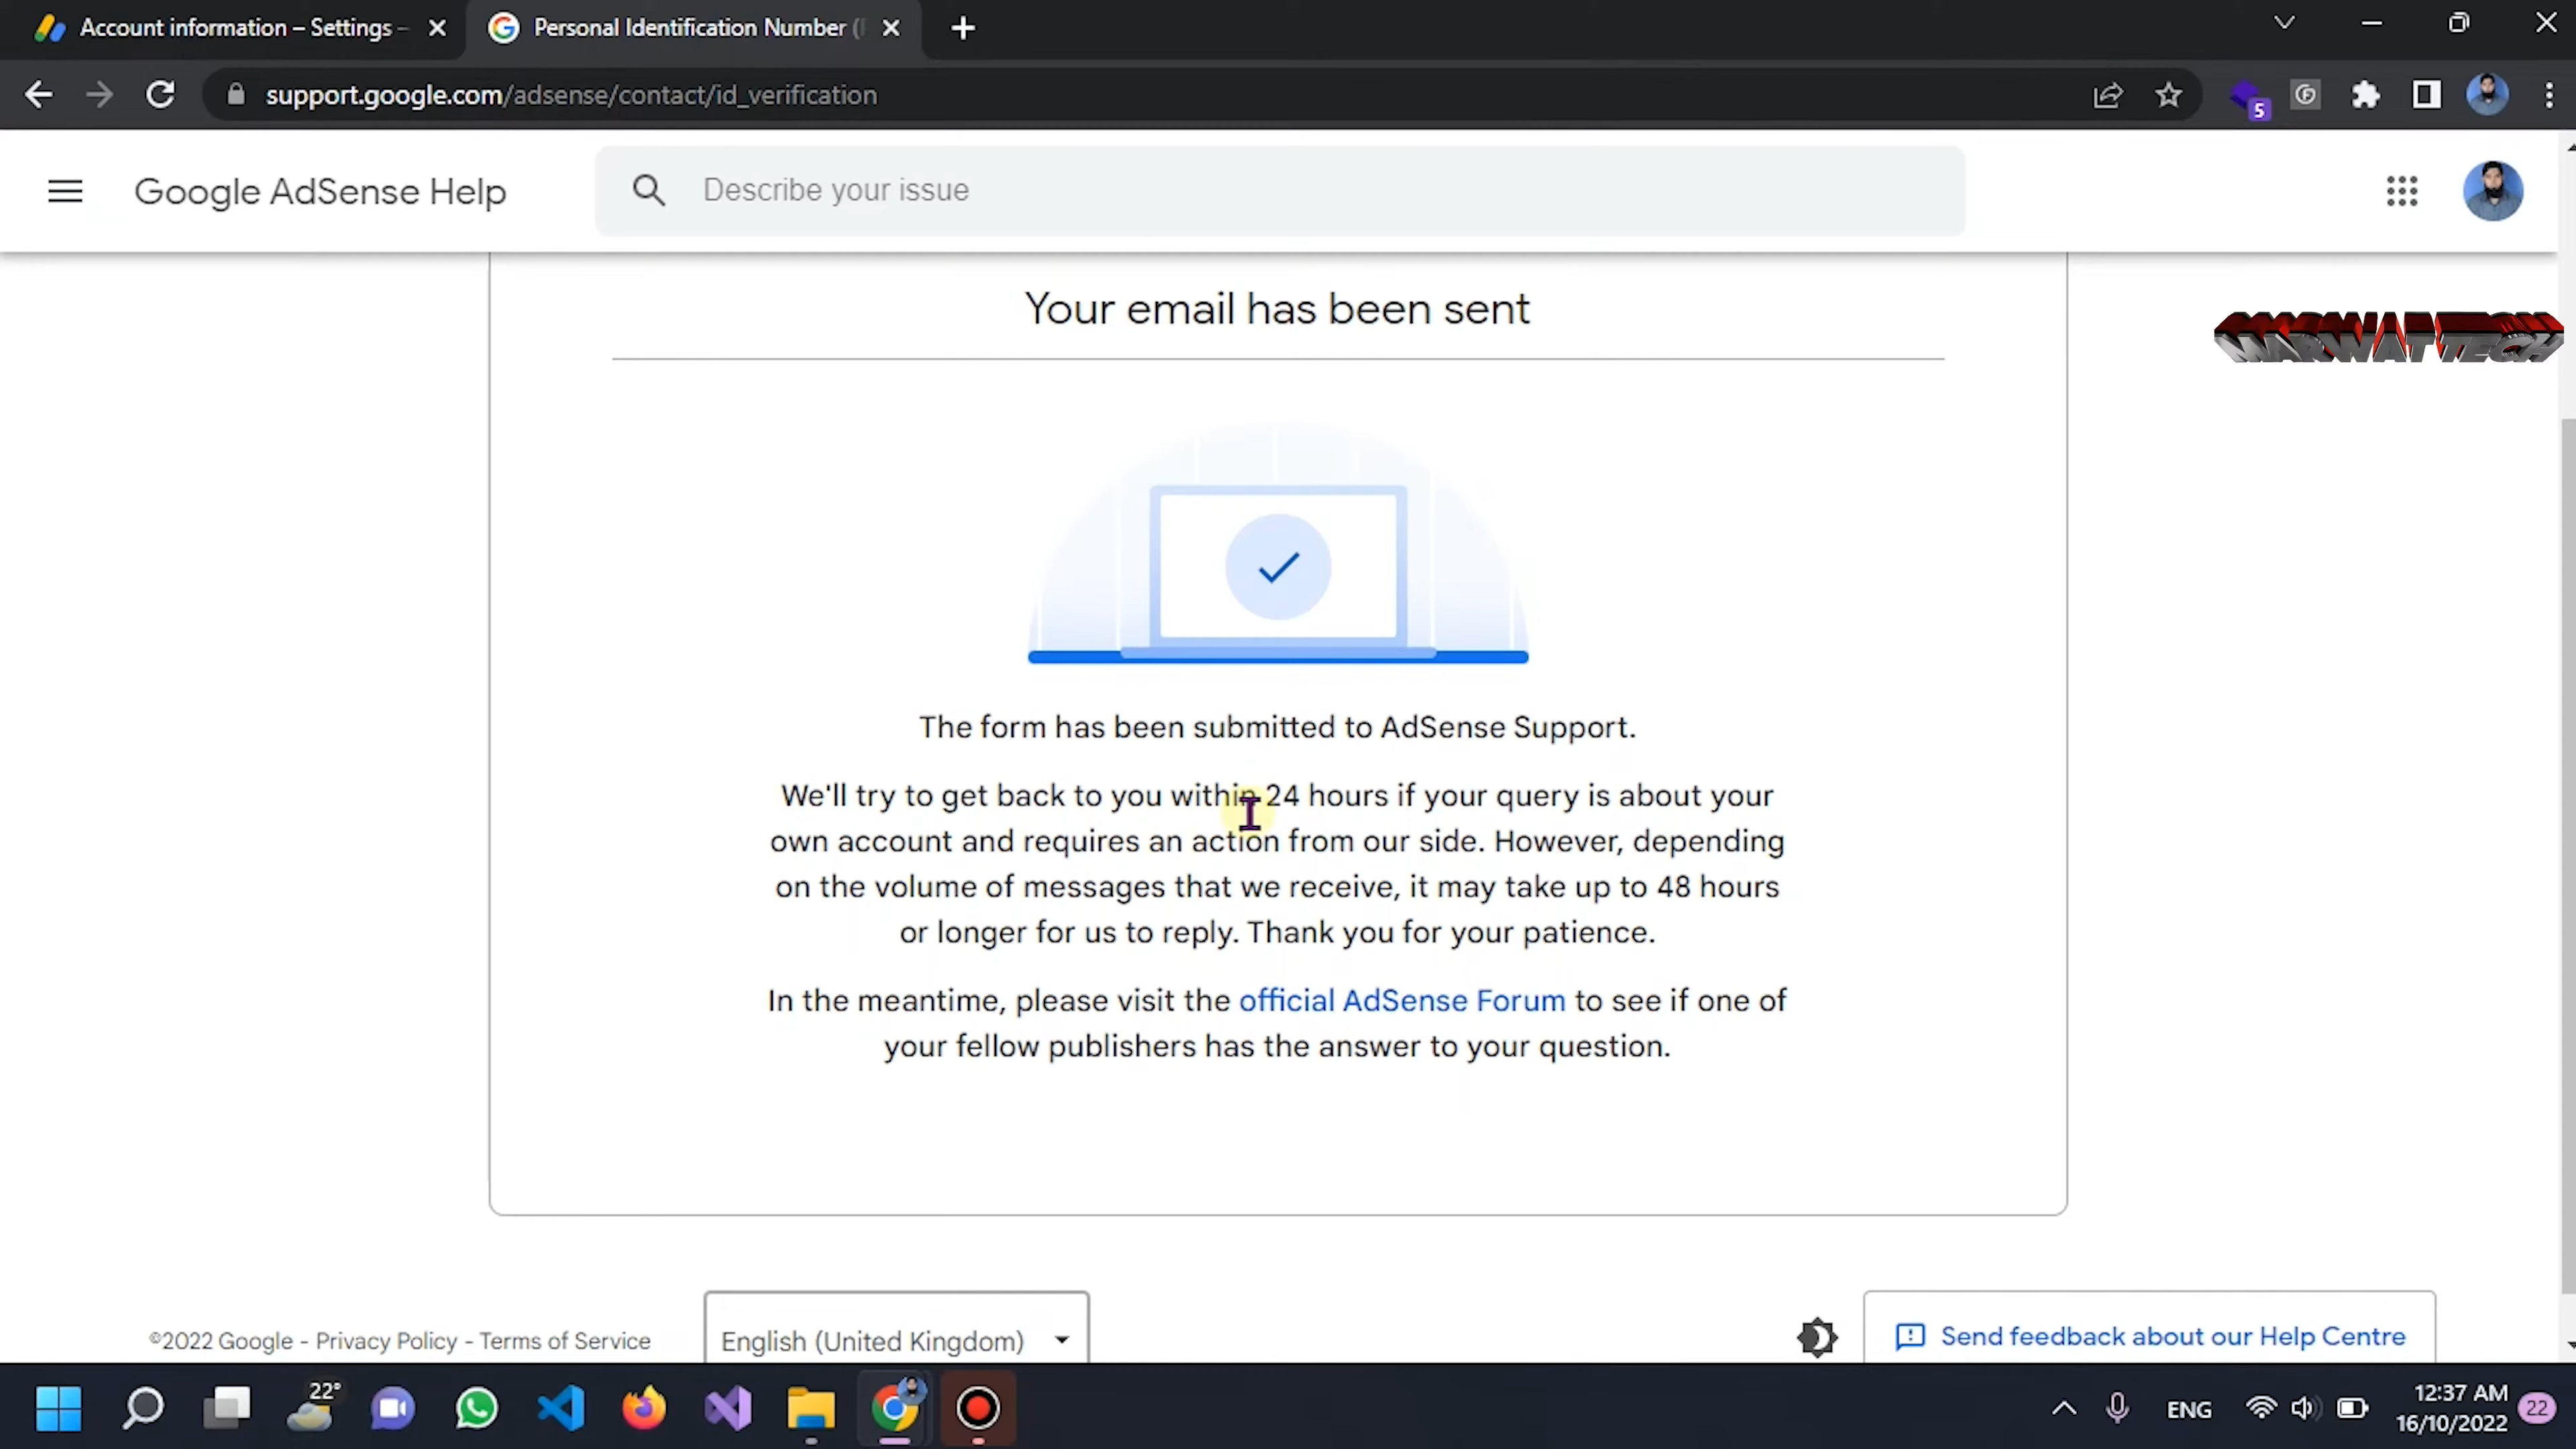 Account information – Settings –
Personal Identification Number (
support.google.com/adsense/contact/id_verification
5
Google AdSense Help
Describe your issue
Your email has been sent
MARWAT TECH
The form has been submitted to AdSense Support.
We'll try to get back to you within 24 hours if your query is about your
own account and requires an action from our side. However, depending
on the volume of messages that we receive, it may take up to 48 hours
or longer for us to reply. Thank you for your patience.
In the meantime, please visit the official AdSense Forum to see if one of
your fellow publishers has the answer to your question.
©2022 Google - Privacy Policy - Terms of Service
English (United Kingdom)
Send feedback about our Help Centre
22°
ENG
12:37 AM
16/10/2022
22